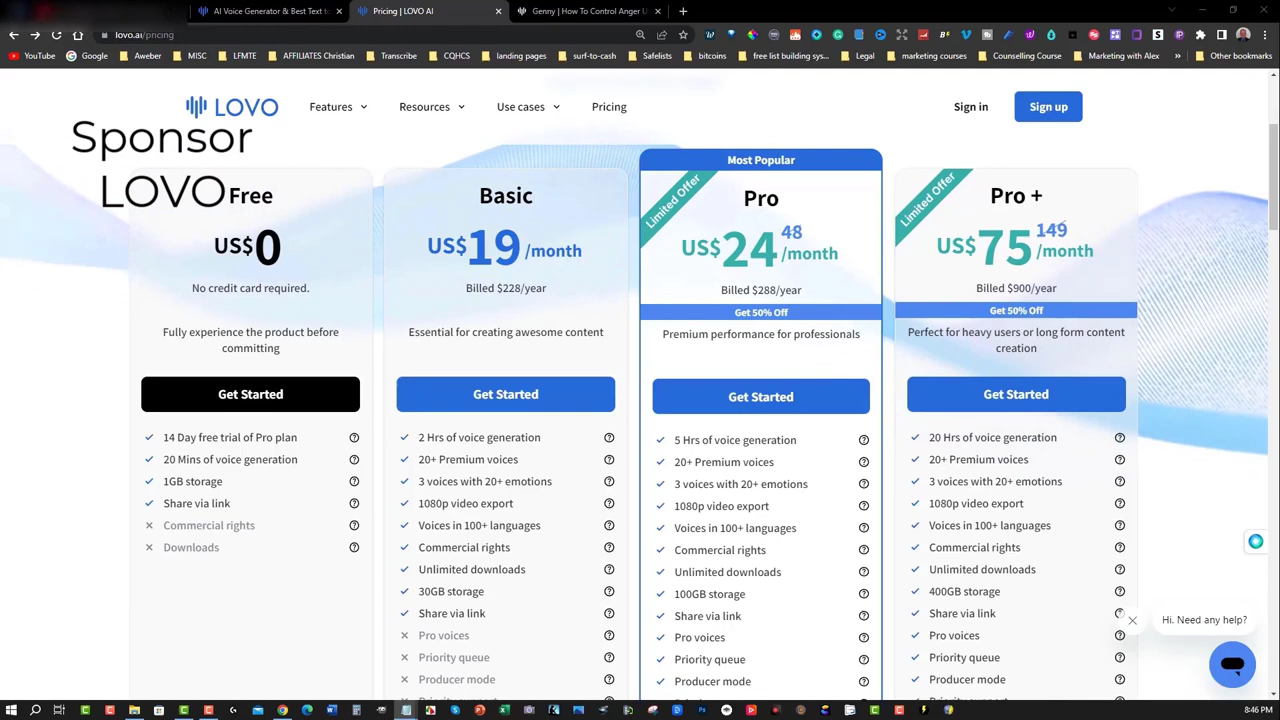 AI Voice Generator & Best Text to
Pricing | LOVO AI
Genny | How To Control Anger U
lovo.ai/pricing
YouTube
Google
Aweber
MISC
LFMTE
AFFILIATES Christian
Transcribe
CQHCS
landing pages
surf-to-cash
Safelists
bitcoins
free list building sys...
Legal
marketing courses
Counselling Course
Marketing with Alex
Other bookmarks
LOVO
Features
Resources
Use cases
Pricing
Sign in
Sign up
Sponsor
LOVO
Free
US$0
No credit card required.
Fully experience the product before
committing
Get Started
14 Day free trial of Pro plan
20 Mins of voice generation
1GB storage
Share via link
Commercial rights
Downloads
Basic
US$19 /month
Billed $228/year
Essential for creating awesome content
Get Started
2 Hrs of voice generation
20+ Premium voices
3 voices with 20+ emotions
1080p video export
Voices in 100+ languages
Commercial rights
Unlimited downloads
30GB storage
Share via link
Pro voices
Priority queue
Producer mode
Most Popular
Limited Offer
Pro
US$24 48 /month
Billed $288/year
Get 50% Off
Premium performance for professionals
Get Started
5 Hrs of voice generation
20+ Premium voices
3 voices with 20+ emotions
1080p video export
Voices in 100+ languages
Commercial rights
Unlimited downloads
100GB storage
Share via link
Pro voices
Priority queue
Producer mode
Limited Offer
Pro +
US$75 149 /month
Billed $900/year
Get 50% Off
Perfect for heavy users or long form content
creation
Get Started
20 Hrs of voice generation
20+ Premium voices
3 voices with 20+ emotions
1080p video export
Voices in 100+ languages
Commercial rights
Unlimited downloads
400GB storage
Share via link
Pro voices
Priority queue
Producer mode
Hi. Need any help?
8:46 PM